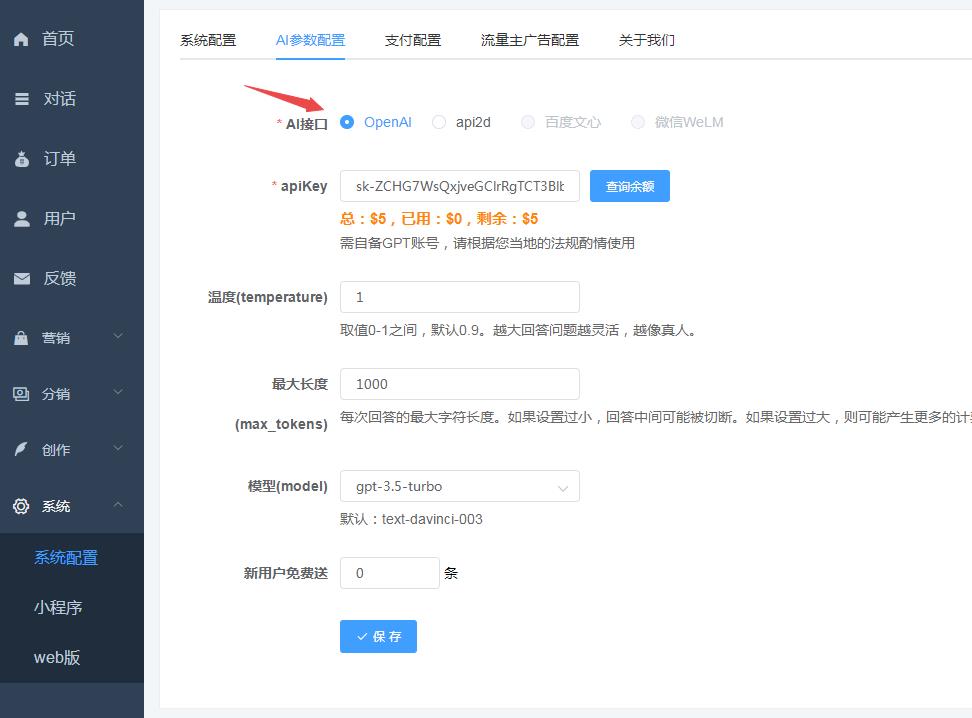 首页
对话
订单
用户
反馈
营销
分销
创作
系统
系统配置
小程序
web版
系统配置 AI参数配置 支付配置 流量主广告配置 关于我们
* AI接口 OpenAI api2d 百度文心 微信WeLM
* apiKey sk-ZCHG7WsQxjveGClrRgTCT3Blb 查询余额
总：$5，已用：$0，剩余：$5
需自备GPT账号，请根据您当地的法规酌情使用
温度(temperature) 1
取值0-1之间，默认0.9。越大回答问题越灵活，越像真人。
最大长度 1000
(max_tokens) 每次回答的最大字符长度。如果设置过小，回答中间可能被切断。如果设置过大，则可能产生更多的计
模型(model) gpt-3.5-turbo
默认：text-davinci-003
新用户免费送 0 条
保 存